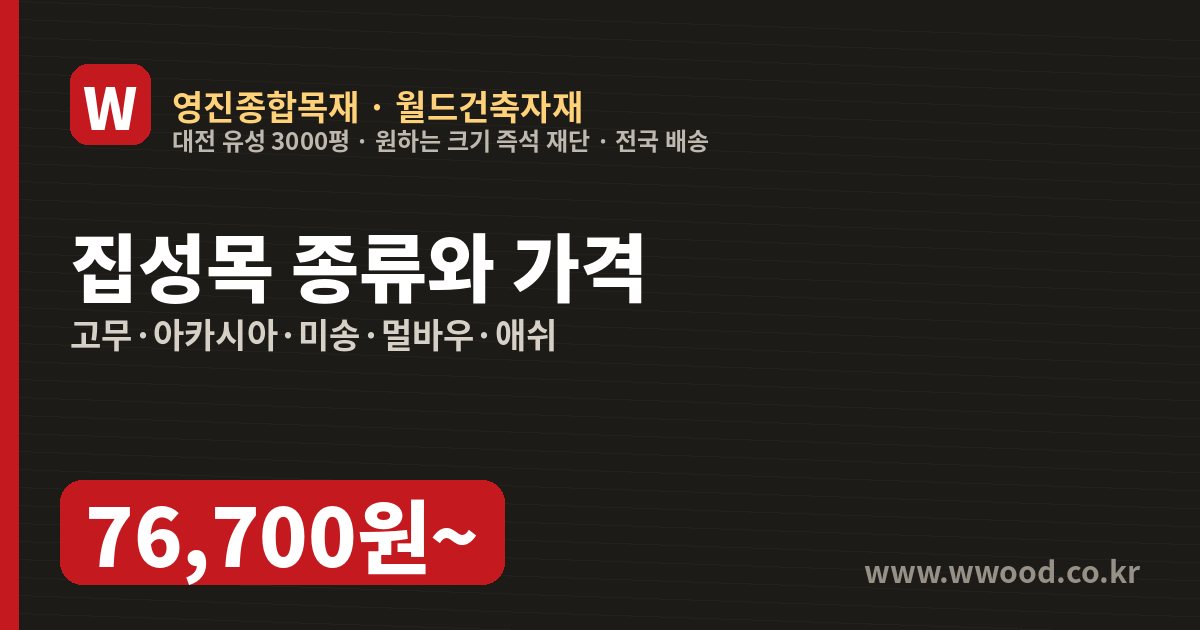 W
영진종합목재 · 월드건축자재
대전 유성 3000평 · 원하는 크기 즉석 재단 · 전국 배송
집성목 종류와 가격
고무·아카시아·미송·멀바우·애쉬
76,700원~
www.wwood.co.kr